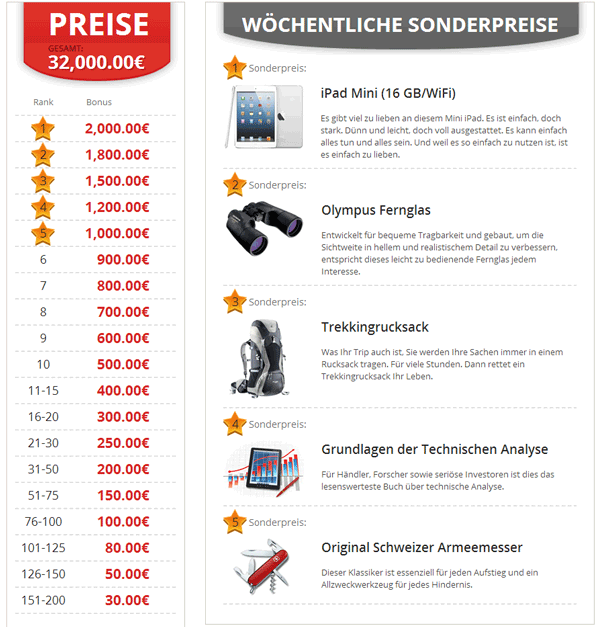 PREISE
GESAMT:
32,000.00€
Rank Bonus
1 2,000.00€
2 1,800.00€
3 1,500.00€
4 1,200.00€
5 1,000.00€
6 900.00€
7 800.00€
8 700.00€
9 600.00€
10 500.00€
11-15 400.00€
16-20 300.00€
21-30 250.00€
31-50 200.00€
51-75 150.00€
76-100 100.00€
101-125 80.00€
126-150 50.00€
151-200 30.00€
WÖCHENTLICHE SONDERPREISE
1 Sonderpreis:
iPad Mini (16 GB/WiFi)
Es gibt viel zu lieben an diesem Mini iPad. Es ist einfach, doch
stark. Dünn und leicht, doch voll ausgestattet. Es kann einfach
alles tun und alles sein. Und weil es so einfach zu nutzen ist, ist
es einfach zu lieben.
2 Sonderpreis:
Olympus Fernglas
Entwickelt für bequeme Tragbarkeit und gebaut, um die
Sichtweite in hellem und realistischem Detail zu verbessern,
entspricht dieses leicht zu bedienende Fernglas jedem
Interesse.
3 Sonderpreis:
Trekkingrucksack
Was Ihr Trip auch ist, Sie werden Ihre Sachen immer in einem
Rucksack tragen. Für viele Stunden. Dann rettet ein
Trekkingrucksack Ihr Leben.
4 Sonderpreis:
Grundlagen der Technischen Analyse
Für Händler, Forscher sowie seriöse Investoren ist dies das
lesenswerteste Buch über technische Analyse.
5 Sonderpreis:
Original Schweizer Armeemesser
Dieser Klassiker ist essenziell für jeden Aufstieg und ein
Allzweckwerkzeug für jedes Hindernis.